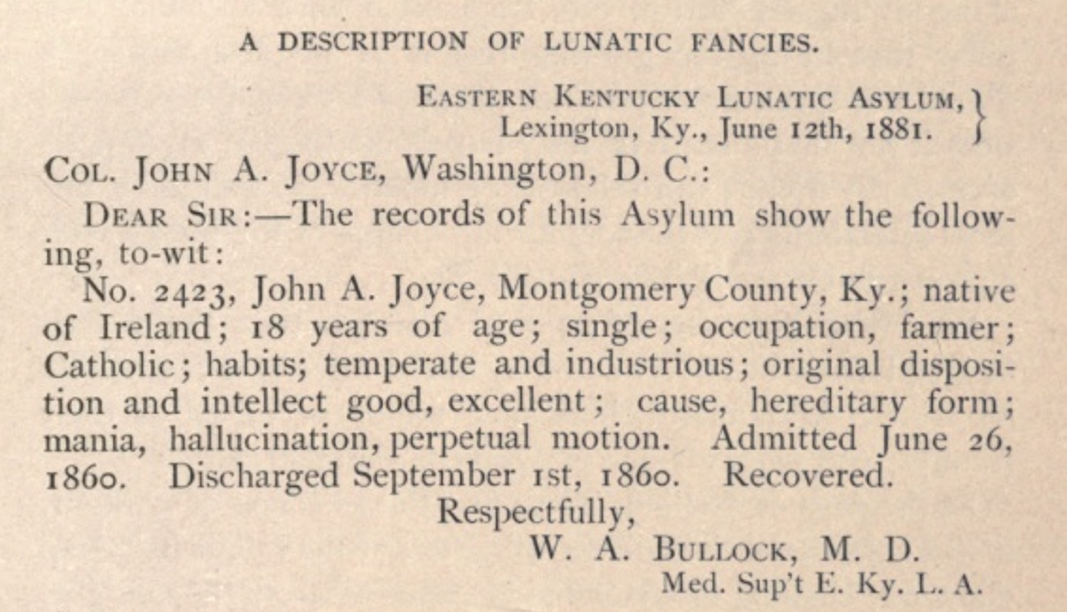 A DESCRIPTION OF LUNATIC FANCIES.
EASTERN KENTUCKY LUNATIC ASYLUM, }
Lexington, Ky., June 12th, 1881.
COL. JOHN A. JOYCE, Washington, D. C.:
DEAR SIR:—The records of this Asylum show the follow-
ing, to-wit:
No. 2423, John A. Joyce, Montgomery County, Ky.; native
of Ireland; 18 years of age; single; occupation, farmer;
Catholic; habits; temperate and industrious; original disposi-
tion and intellect good, excellent; cause, hereditary form;
mania, hallucination, perpetual motion. Admitted June 26,
1860. Discharged September 1st, 1860. Recovered.
Respectfully,
W. A. BULLOCK, M. D.
Med. Sup't E. Ky. L. A.